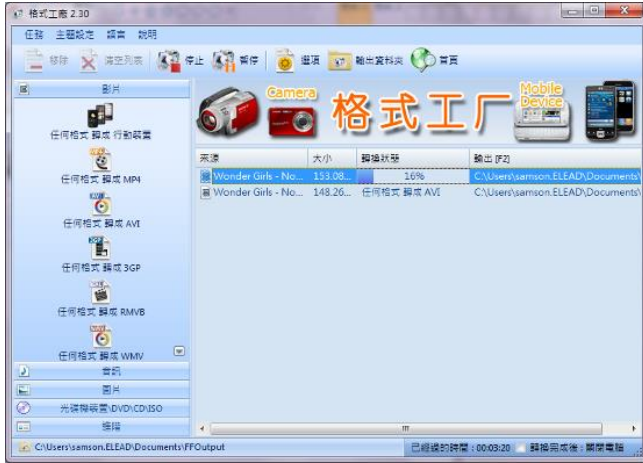 格式工廠 2.30
任務 主題設定 語言 說明
移除 清空列表 停止 暫停 選項 輸出資料夾 首頁
影片
任何格式 轉成 行動裝置
任何格式 轉成 MP4
任何格式 轉成 AVI
任何格式 轉成 3GP
任何格式 轉成 RMVB
任何格式 轉成 WMV
音訊
圖片
光碟機裝置\DVD\CD\ISO
進階
Camera
格式工厂
Mobile
Device
來源 大小 轉換狀態 輸出 [F2]
Wonder Girls - No... 153.08... 16% C:\Users\samson.ELEAD\Documents\
Wonder Girls - No... 148.26... 任何格式 轉成 AVI C:\Users\samson.ELEAD\Documents\
C:\Users\samson.ELEAD\Documents\FFOutput 已經過的時間 : 00:03:20 轉換完成後 : 關閉電腦